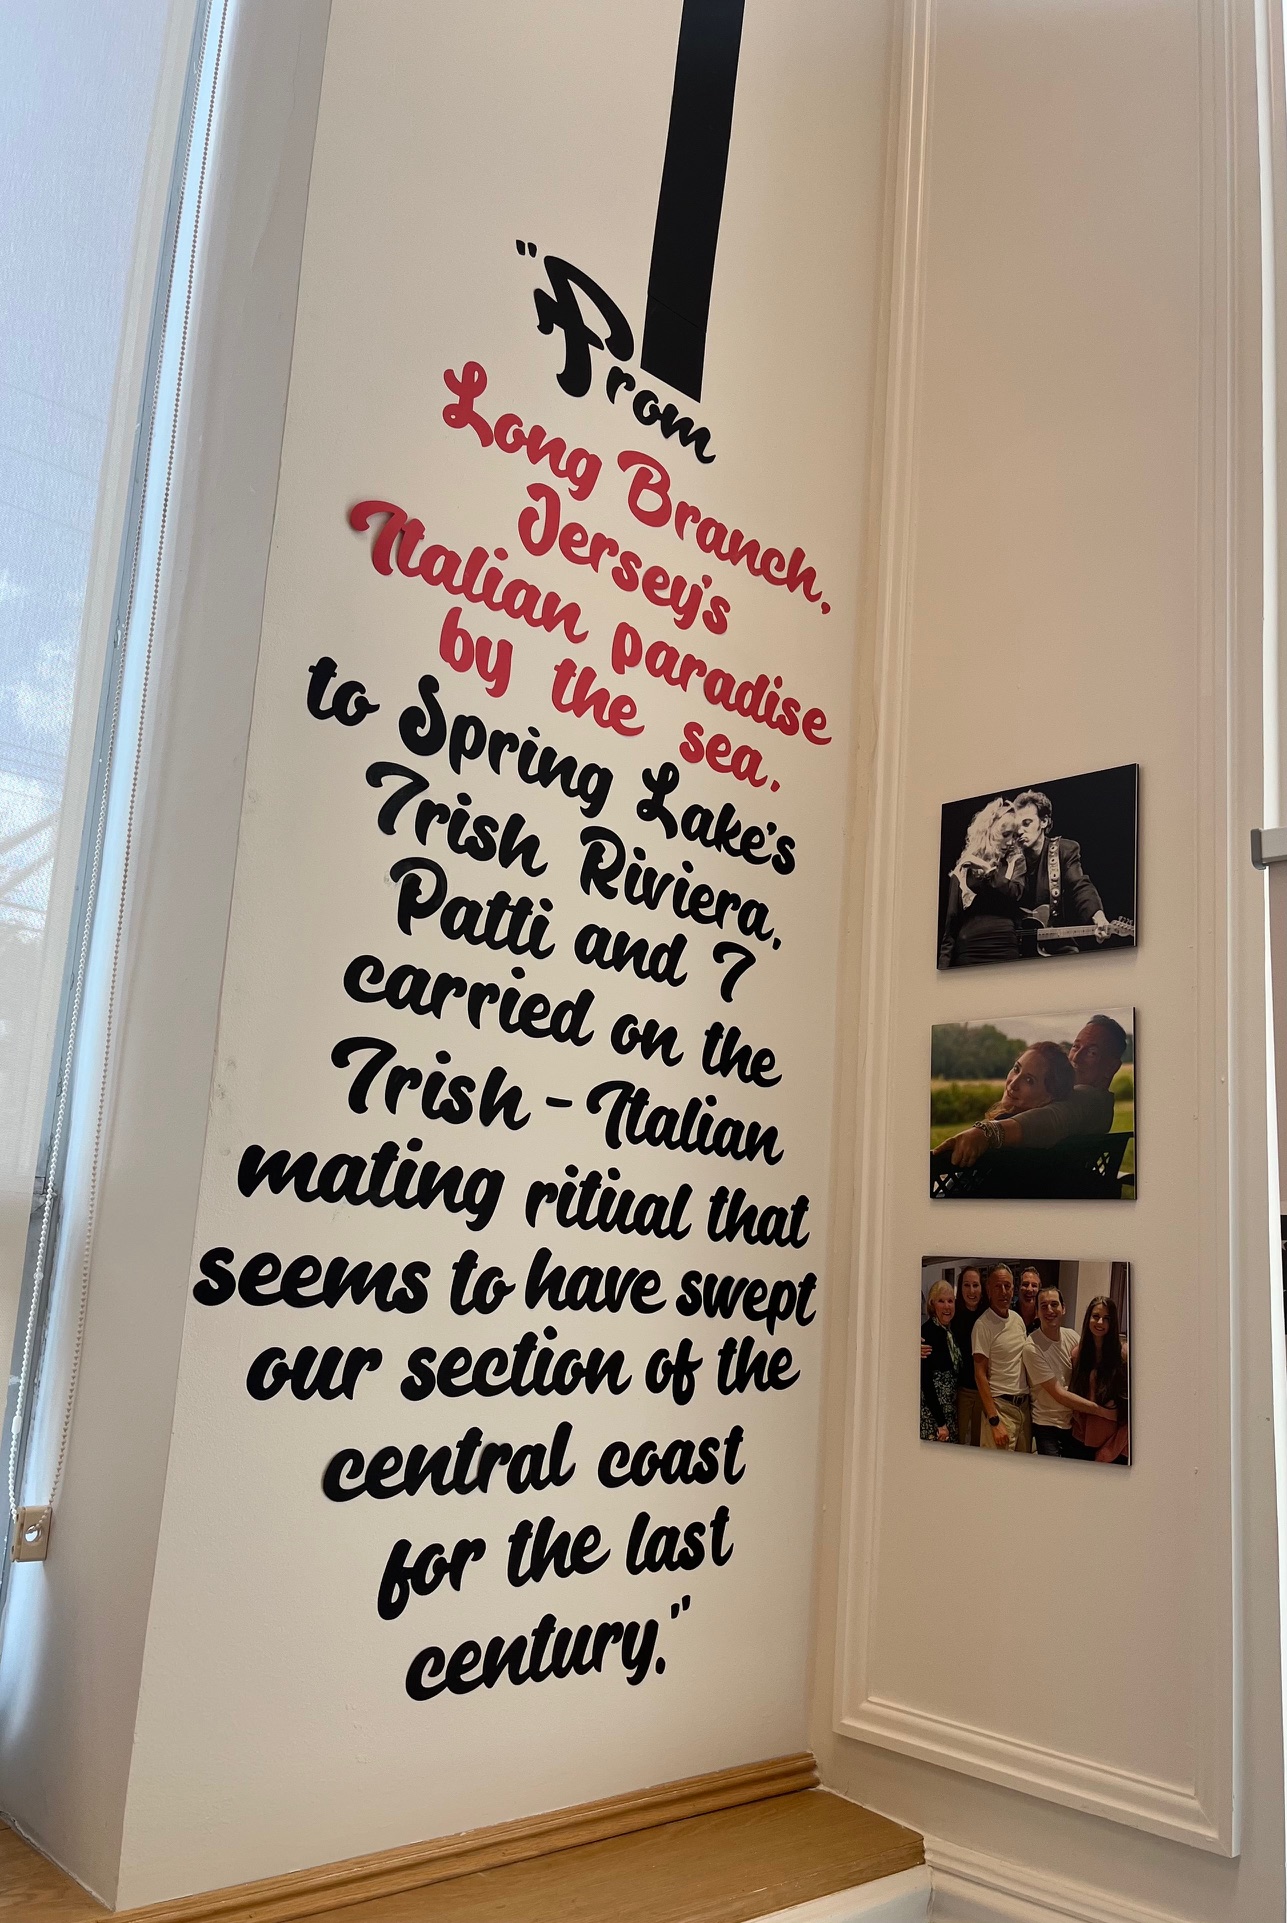 "From
Long Branch,
Jersey's
Italian paradise
by the sea.
to Spring Lake's
Irish Riviera,
Patti and I
carried on the
Irish-Italian
mating ritual that
seems to have swept
our section of the
central coast
for the last
century."